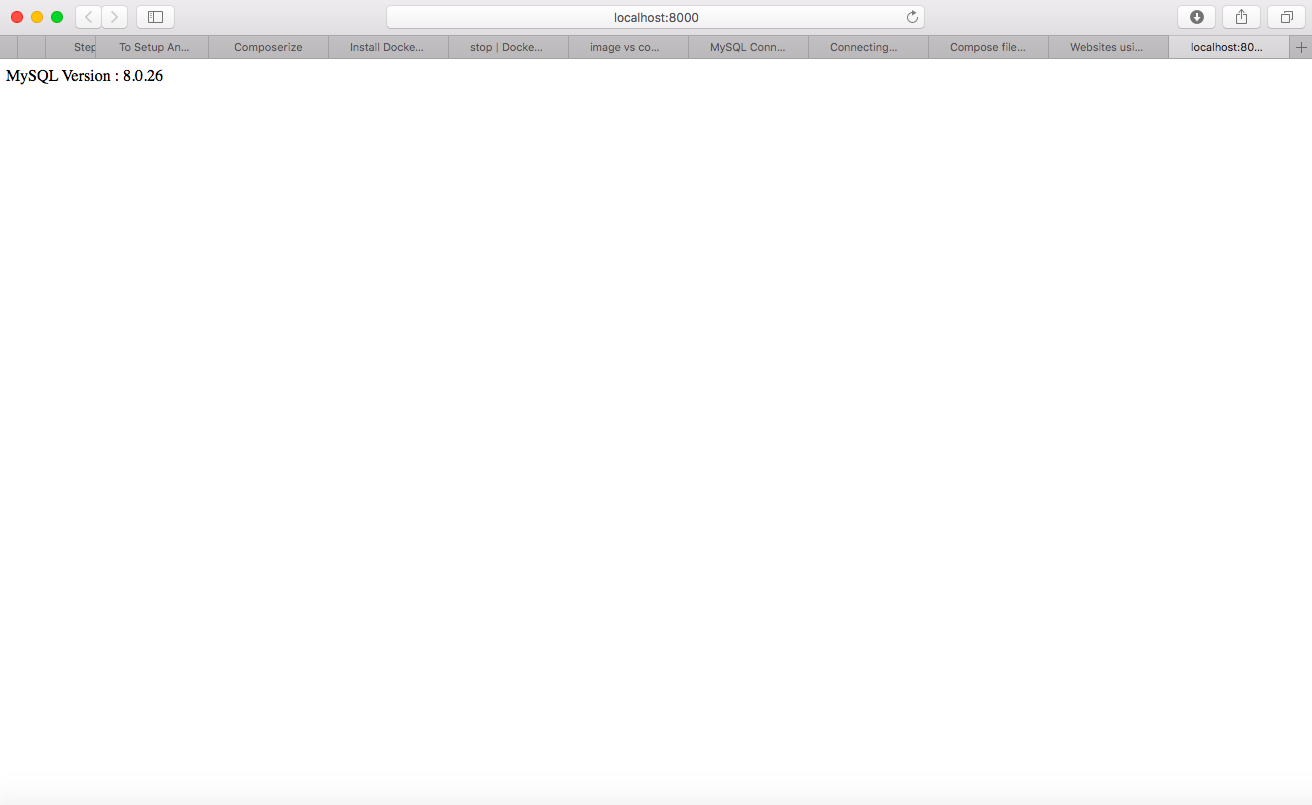 localhost:8000
Step
To Setup An...
Composerize
Install Docke...
stop | Docke...
image vs co...
MySQL Conn...
Connecting...
Compose file...
Websites usi...
localhost:80...
MySQL Version : 8.0.26